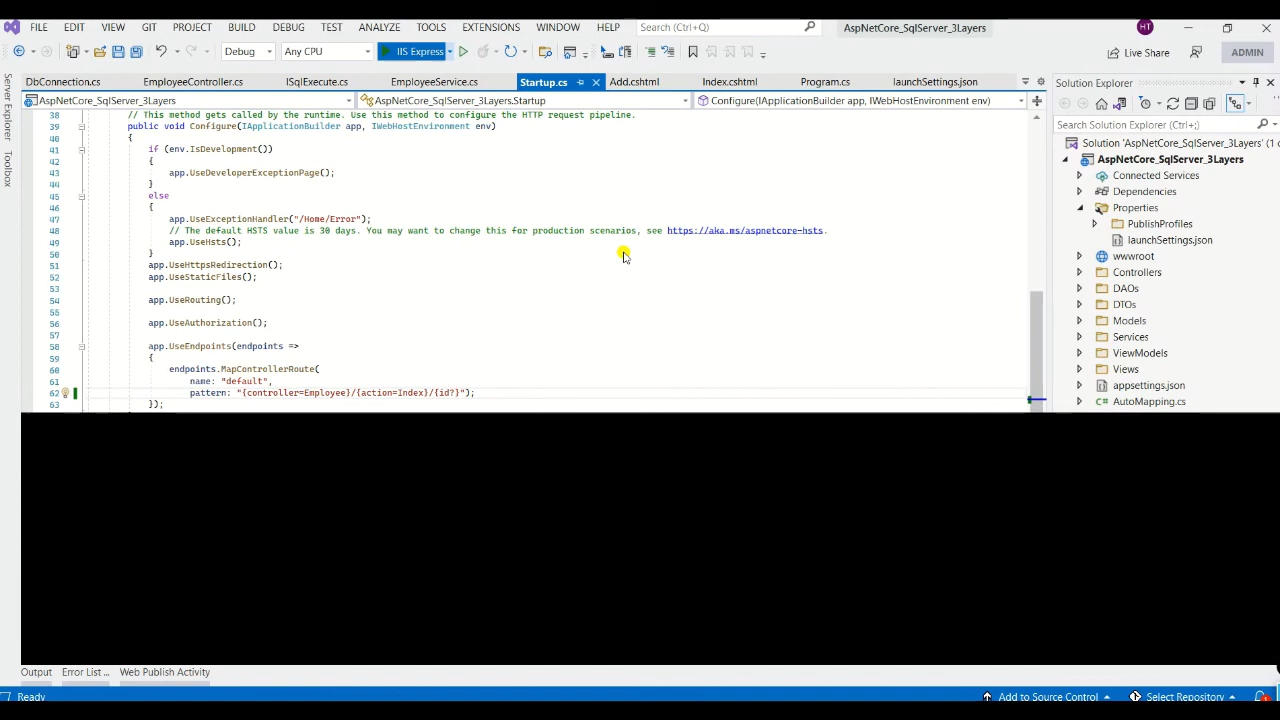 FILE EDIT VIEW GIT PROJECT BUILD DEBUG TEST ANALYZE TOOLS EXTENSIONS WINDOW HELP Search (Ctrl+Q) AspNetCore_SqlServer_3Layers HT
Debug Any CPU IIS Express Live Share ADMIN
Server Explorer
Toolbox
DbConnection.cs EmployeeController.cs ISqlExecute.cs EmployeeService.cs Startup.cs Add.cshtml Index.cshtml Program.cs launchSettings.json
AspNetCore_SqlServer_3Layers AspNetCore_SqlServer_3Layers.Startup Configure(IApplicationBuilder app, IWebHostEnvironment env)
38 // This method gets called by the runtime. Use this method to configure the HTTP request pipeline.
39 public void Configure(IApplicationBuilder app, IWebHostEnvironment env)
40 {
41 if (env.IsDevelopment())
42 {
43 app.UseDeveloperExceptionPage();
44 }
45 else
46 {
47 app.UseExceptionHandler("/Home/Error");
48 // The default HSTS value is 30 days. You may want to change this for production scenarios, see https://aka.ms/aspnetcore-hsts.
49 app.UseHsts();
50 }
51 app.UseHttpsRedirection();
52 app.UseStaticFiles();
53
54 app.UseRouting();
55
56 app.UseAuthorization();
57
58 app.UseEndpoints(endpoints =>
59 {
60 endpoints.MapControllerRoute(
61 name: "default",
62 pattern: "{controller=Employee}/{action=Index}/{id?}");
63 });
Solution Explorer
Search Solution Explorer (Ctrl+;)
Solution 'AspNetCore_SqlServer_3Layers' (1 c
AspNetCore_SqlServer_3Layers
Connected Services
Dependencies
Properties
PublishProfiles
launchSettings.json
wwwroot
Controllers
DAOs
DTOs
Models
Services
ViewModels
Views
appsettings.json
C# AutoMapping.cs
Output Error List ... Web Publish Activity
Ready Add to Source Control Select Repository 1